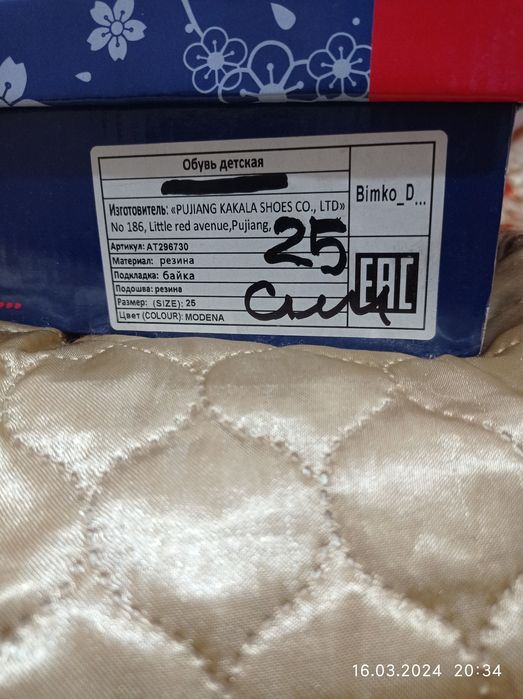 Обувь детская
Изготовитель: «PUJIANG KAKALA SHOES CO., LTD»
No 186, Little red avenue,Pujiang,
Артикул: AT296730
Материал: резина
Подкладка: байка
Подошва: резина
Размер: (SIZE): 25
Цвет (COLOUR): MODENA
25
син
Bimko_D...
EAC
16.03.2024 20:34